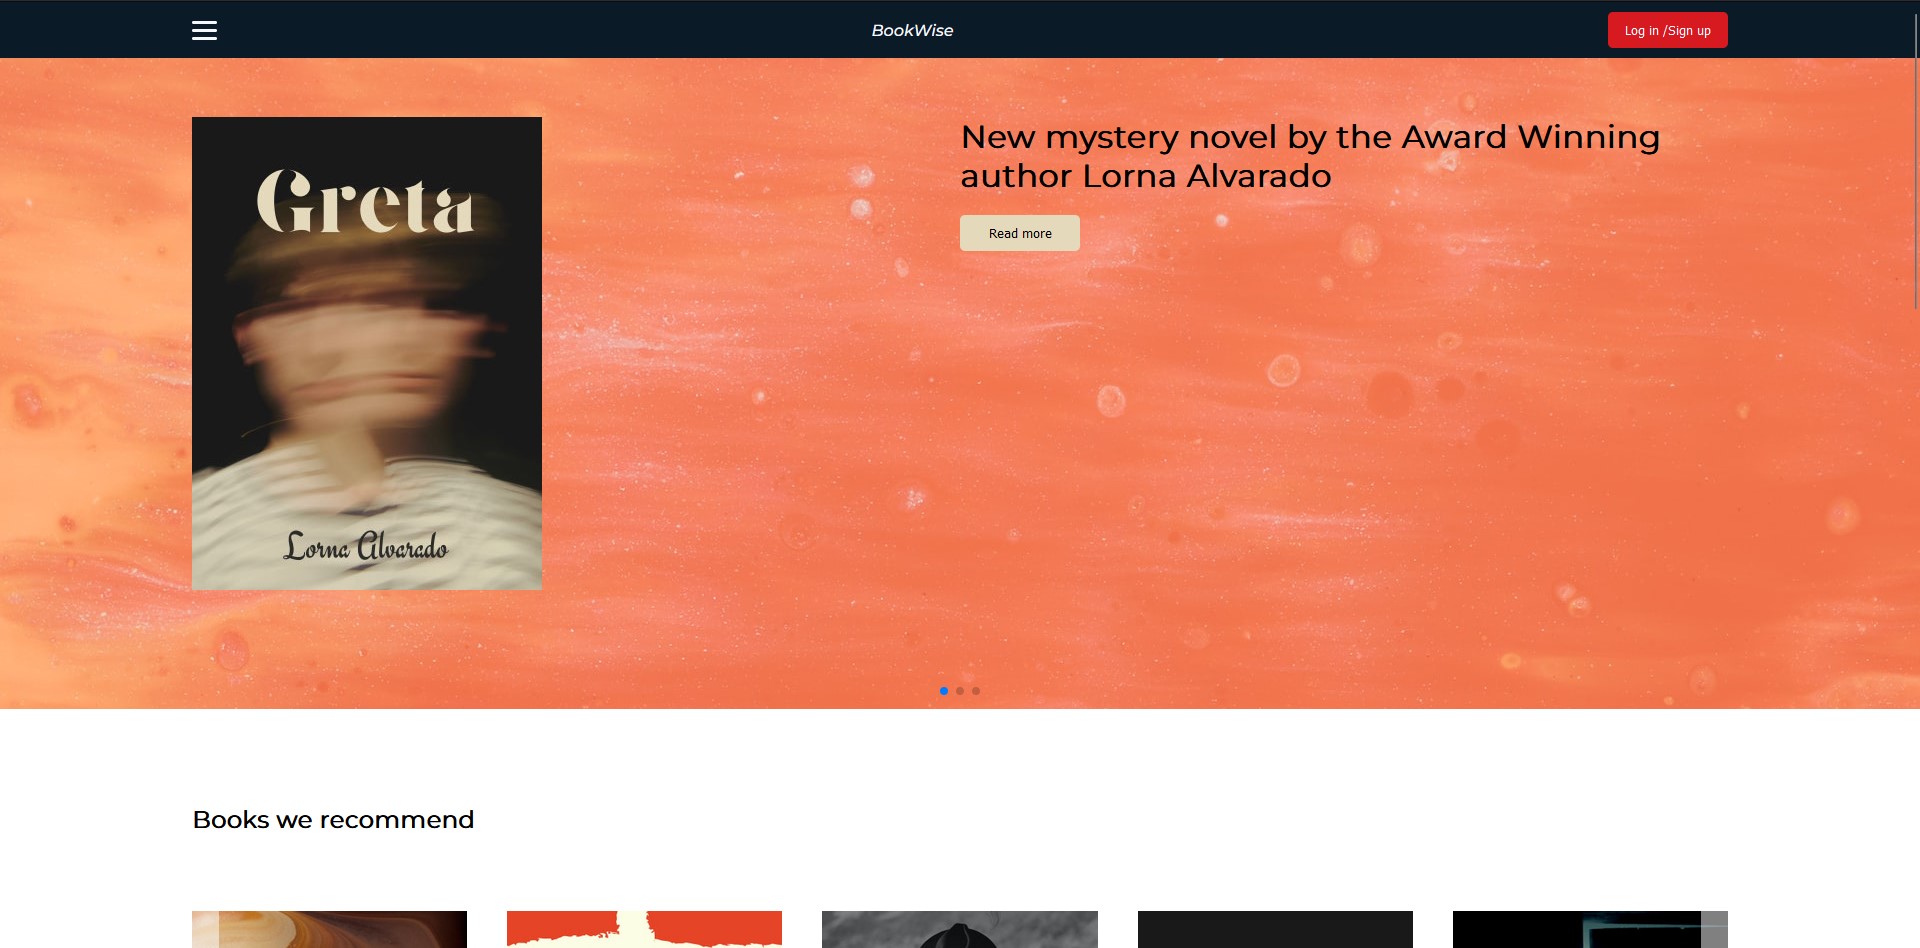 BookWise
Log in /Sign up
Greta
Lorna Alvarado
New mystery novel by the Award Winning
author Lorna Alvarado
Read more
Books we recommend